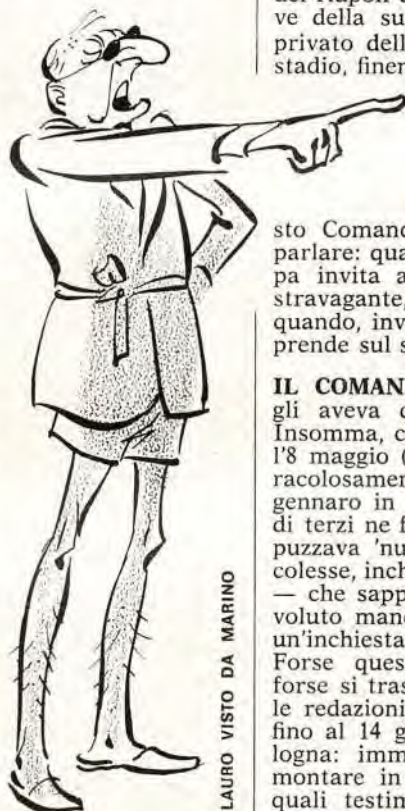 ve della su
privato dell
stadio, finer
sto Comand
parlare: qua
pa invita a
stravagante,
quando, inv
prende sul s
IL COMAN
gli aveva d
Insomma, c
l'8 maggio (
racolosamen
gennaro in
di terzi ne f
puzzava 'nu
colesse, inch
— che sapp
voluto mand
un'inchiesta
Forse ques
forse si tras
le redazioni
fino al 14 g
logna: imm
montare in
quali testim
LAURO VISTO DA MARINO